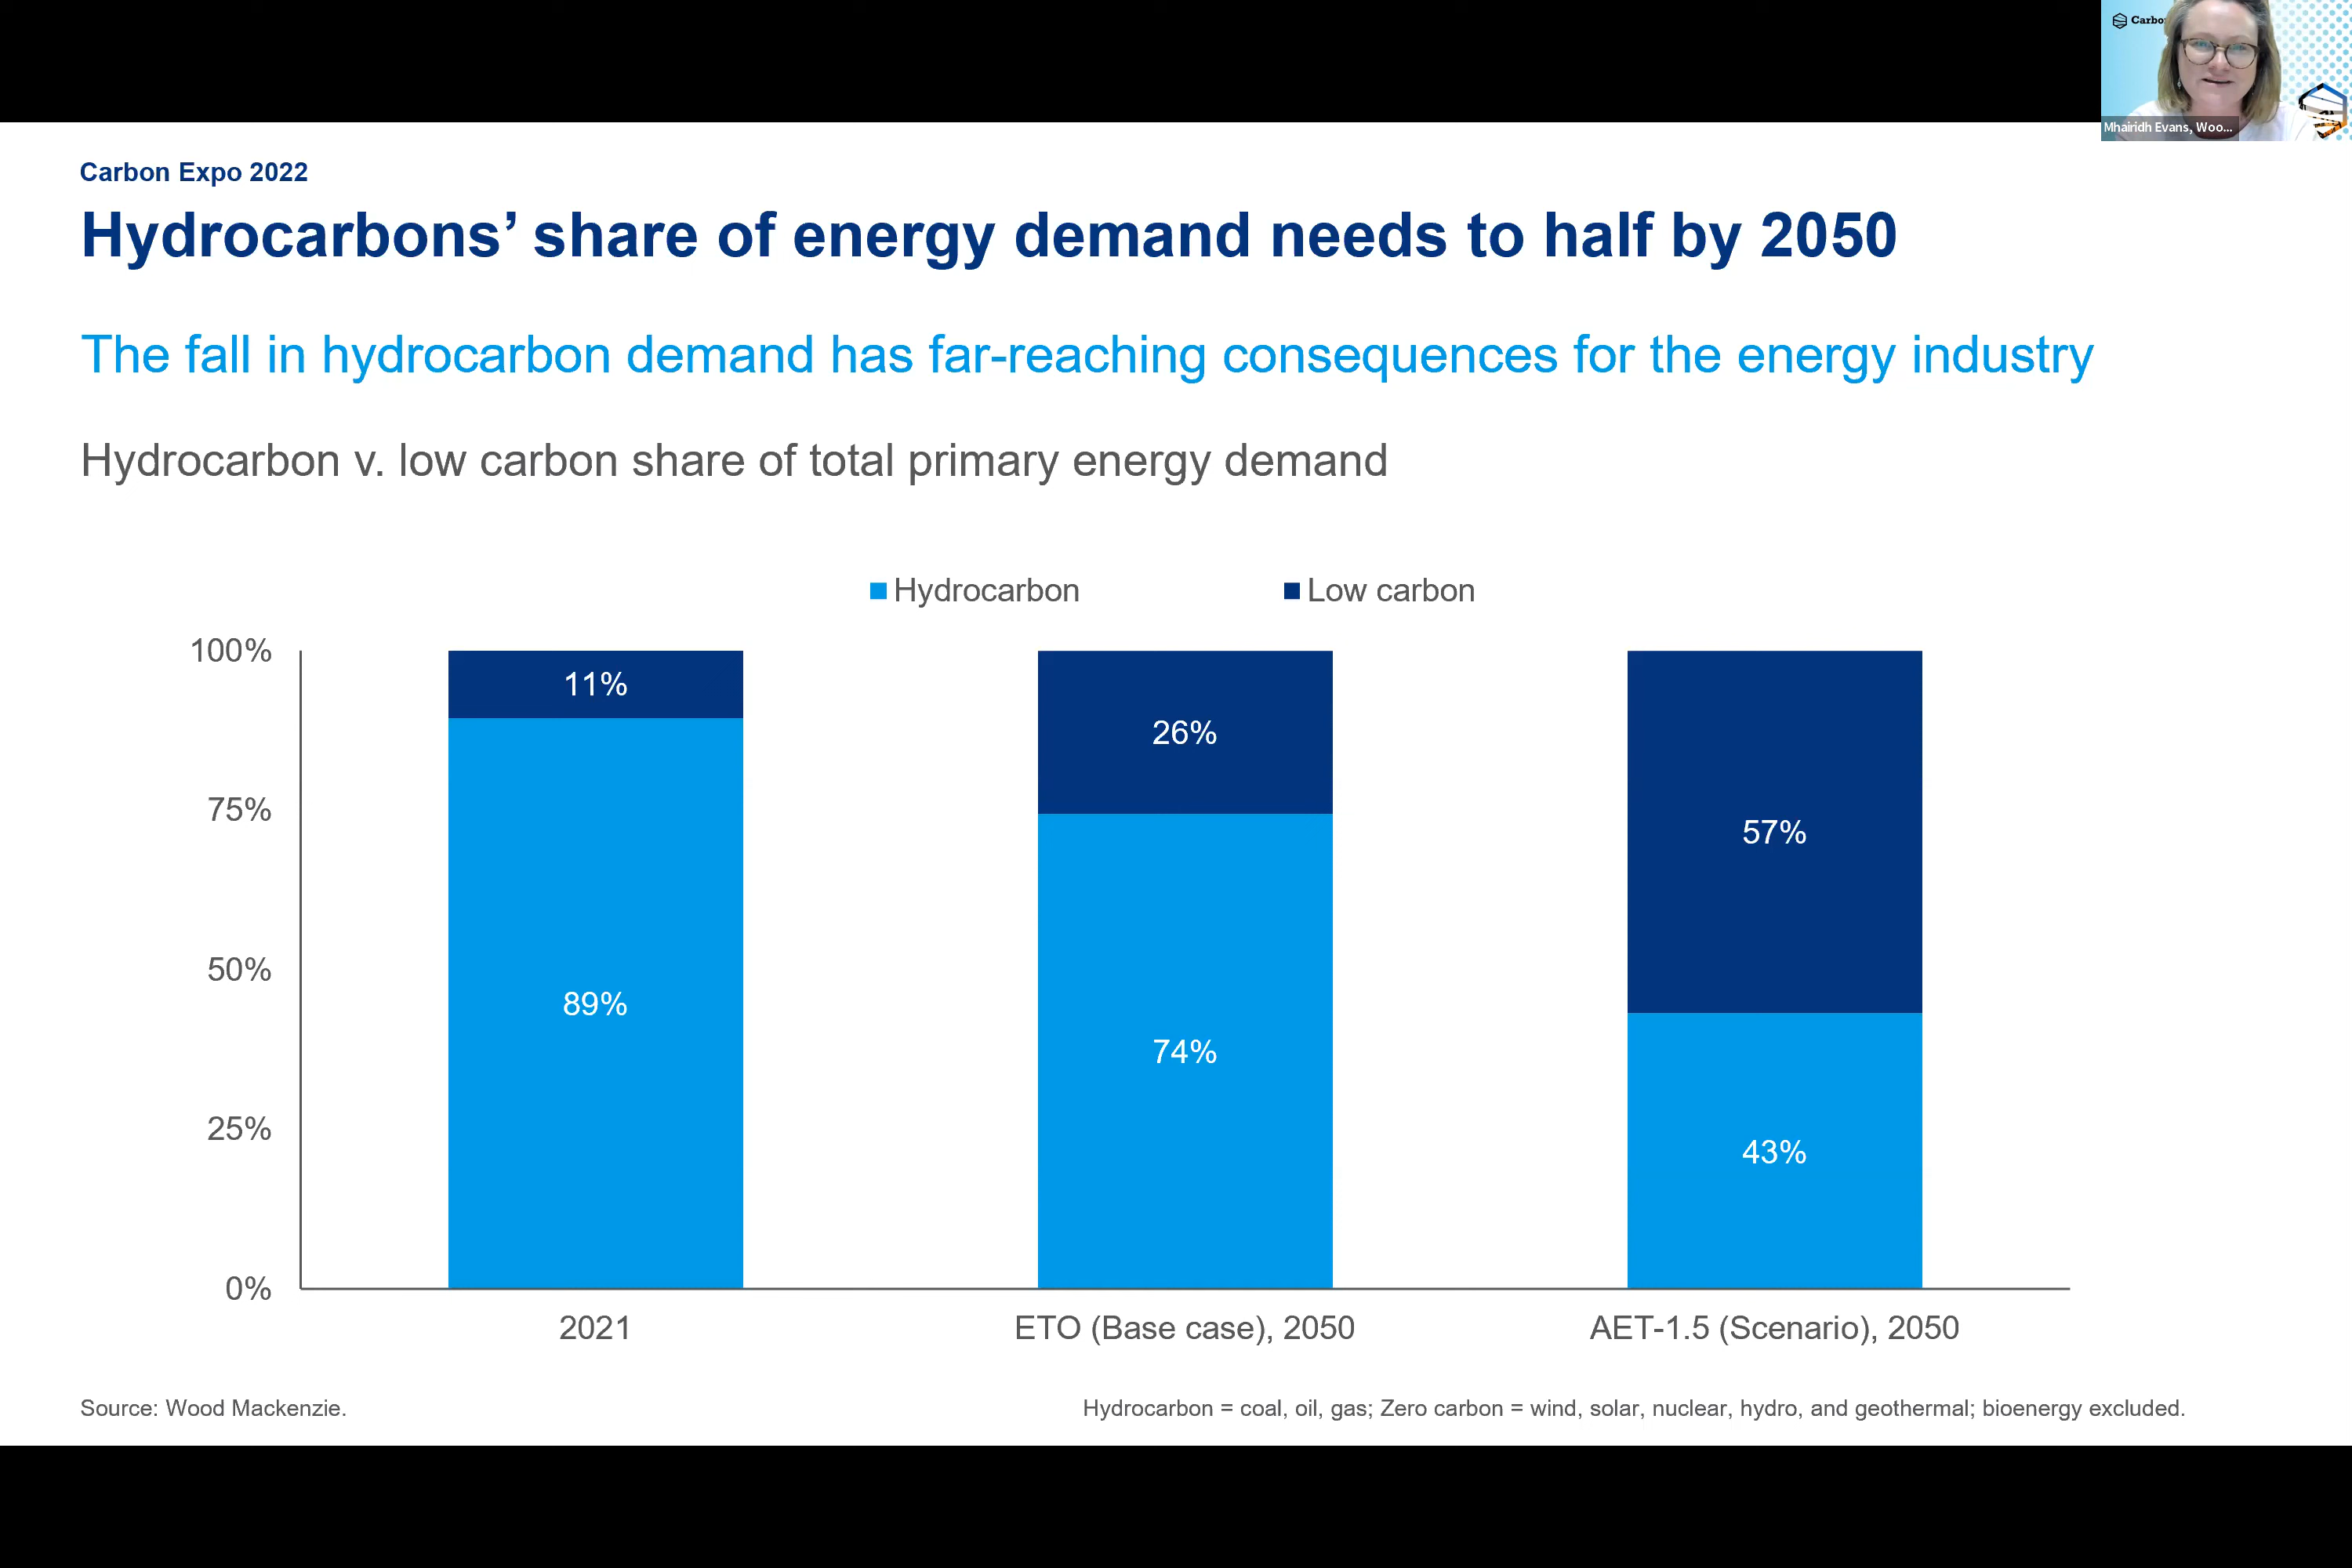 Carbo
Mhairidh Evans, Woo...
Carbon Expo 2022
Hydrocarbons’ share of energy demand needs to half by 2050
The fall in hydrocarbon demand has far-reaching consequences for the energy industry
Hydrocarbon v. low carbon share of total primary energy demand
Hydrocarbon Low carbon
100%
75%
50%
25%
0%
11%
89%
26%
74%
57%
43%
2021 ETO (Base case), 2050 AET-1.5 (Scenario), 2050
Source: Wood Mackenzie. Hydrocarbon = coal, oil, gas; Zero carbon = wind, solar, nuclear, hydro, and geothermal; bioenergy excluded.